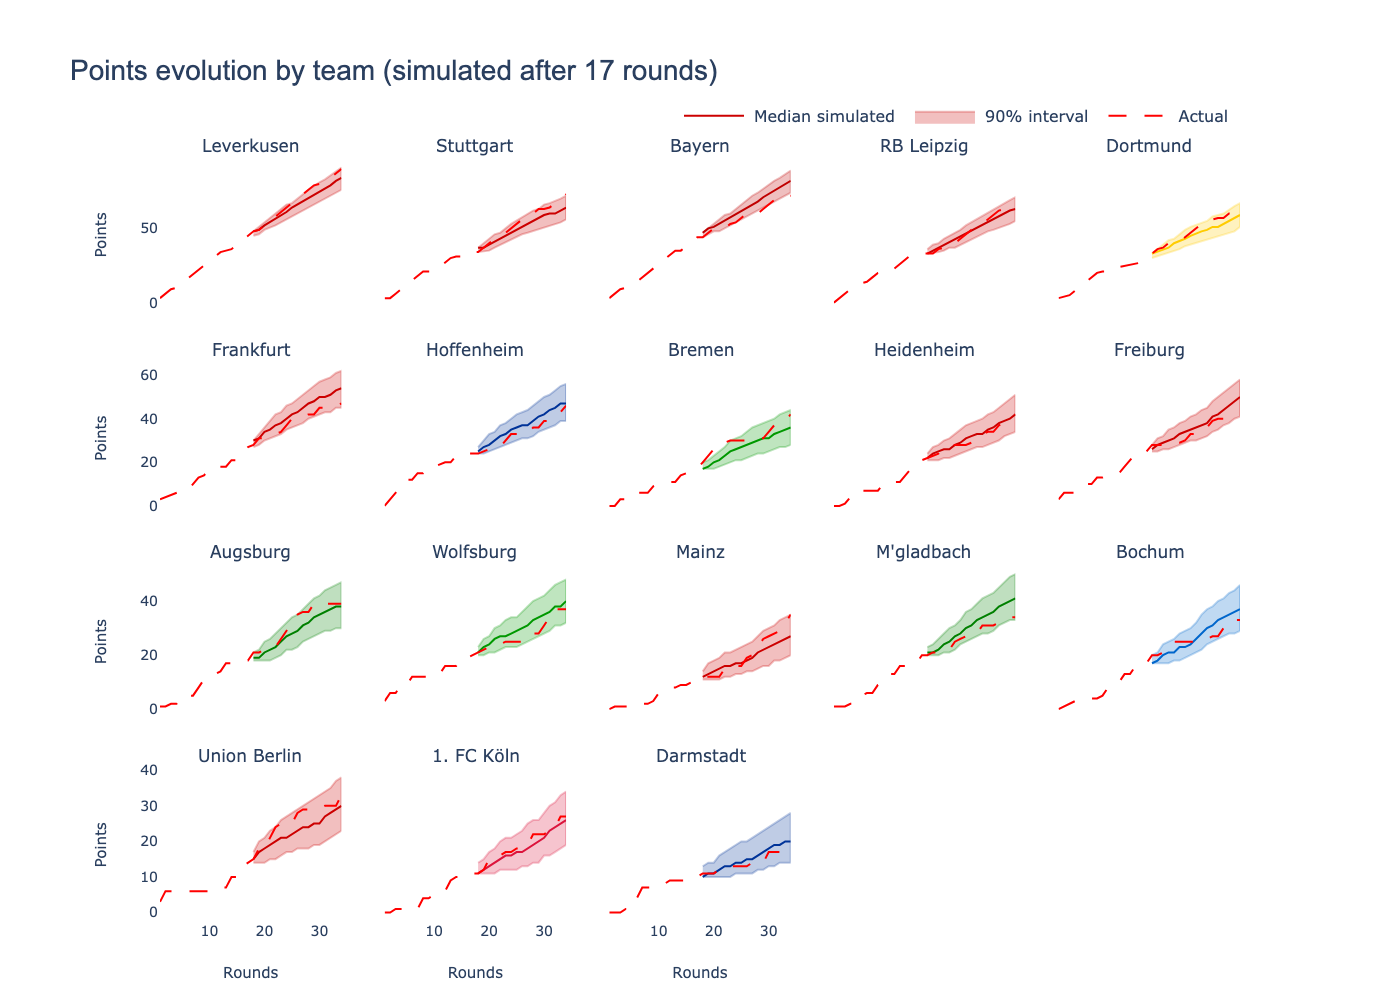 Points evolution by team (simulated after 17 rounds)
Median simulated 90% interval Actual
Leverkusen Stuttgart Bayern RB Leipzig Dortmund
Points
50
0
Frankfurt Hoffenheim Bremen Heidenheim Freiburg
Points
60
40
20
0
Augsburg Wolfsburg Mainz M'gladbach Bochum
Points
40
20
0
Union Berlin 1. FC Köln Darmstadt
Points
40
30
20
10
0
10 20 30 10 20 30 10 20 30
Rounds Rounds Rounds